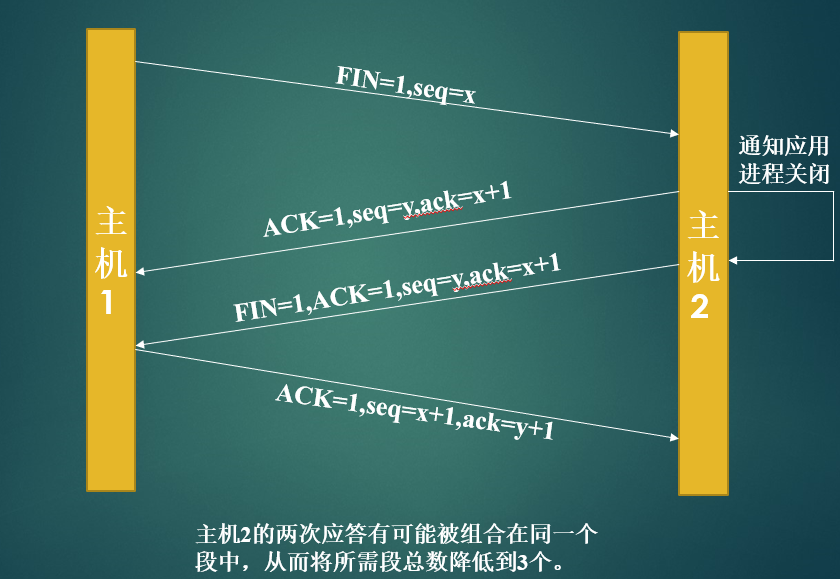 FIN=1,seq=x
通知应用
进程关闭
ACK=1,seq=y,ack=x+1
主
机
1
主
机
2
FIN=1,ACK=1,seq=y,ack=x+1
ACK=1,seq=x+1,ack=y+1
主机2的两次应答有可能被组合在同一个
段中，从而将所需段总数降低到3个。